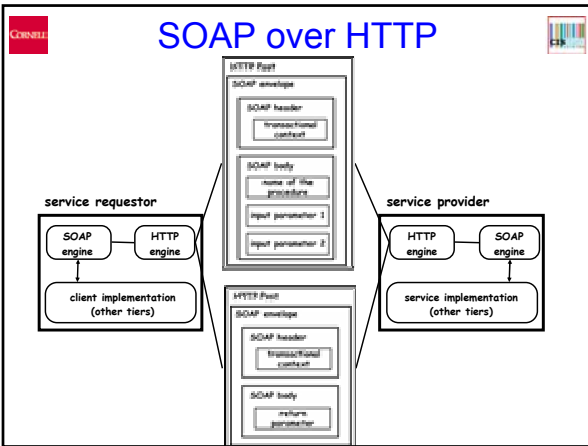 CORNELL
SOAP over HTTP
cis
HTTP Post
SOAP envelope
SOAP header
transactional
context
SOAP body
name of the
procedure
input parameter 1
input parameter 2
service requestor
SOAP
engine
HTTP
engine
client implementation
(other tiers)
service provider
HTTP
engine
SOAP
engine
service implementation
(other tiers)
HTTP Post
SOAP envelope
SOAP header
transactional
context
SOAP body
return
parameter